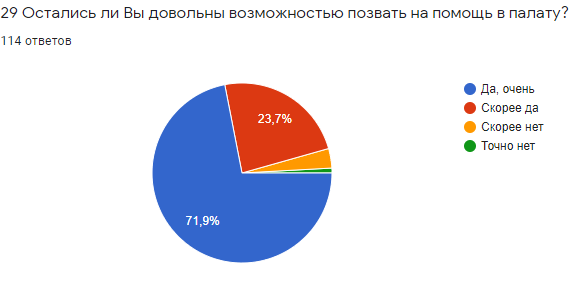 29 Остались ли Вы довольны возможностью позвать на помощь в палату?
114 ответов
Да, очень
Скорее да
Скорее нет
Точно нет
23,7%
71,9%